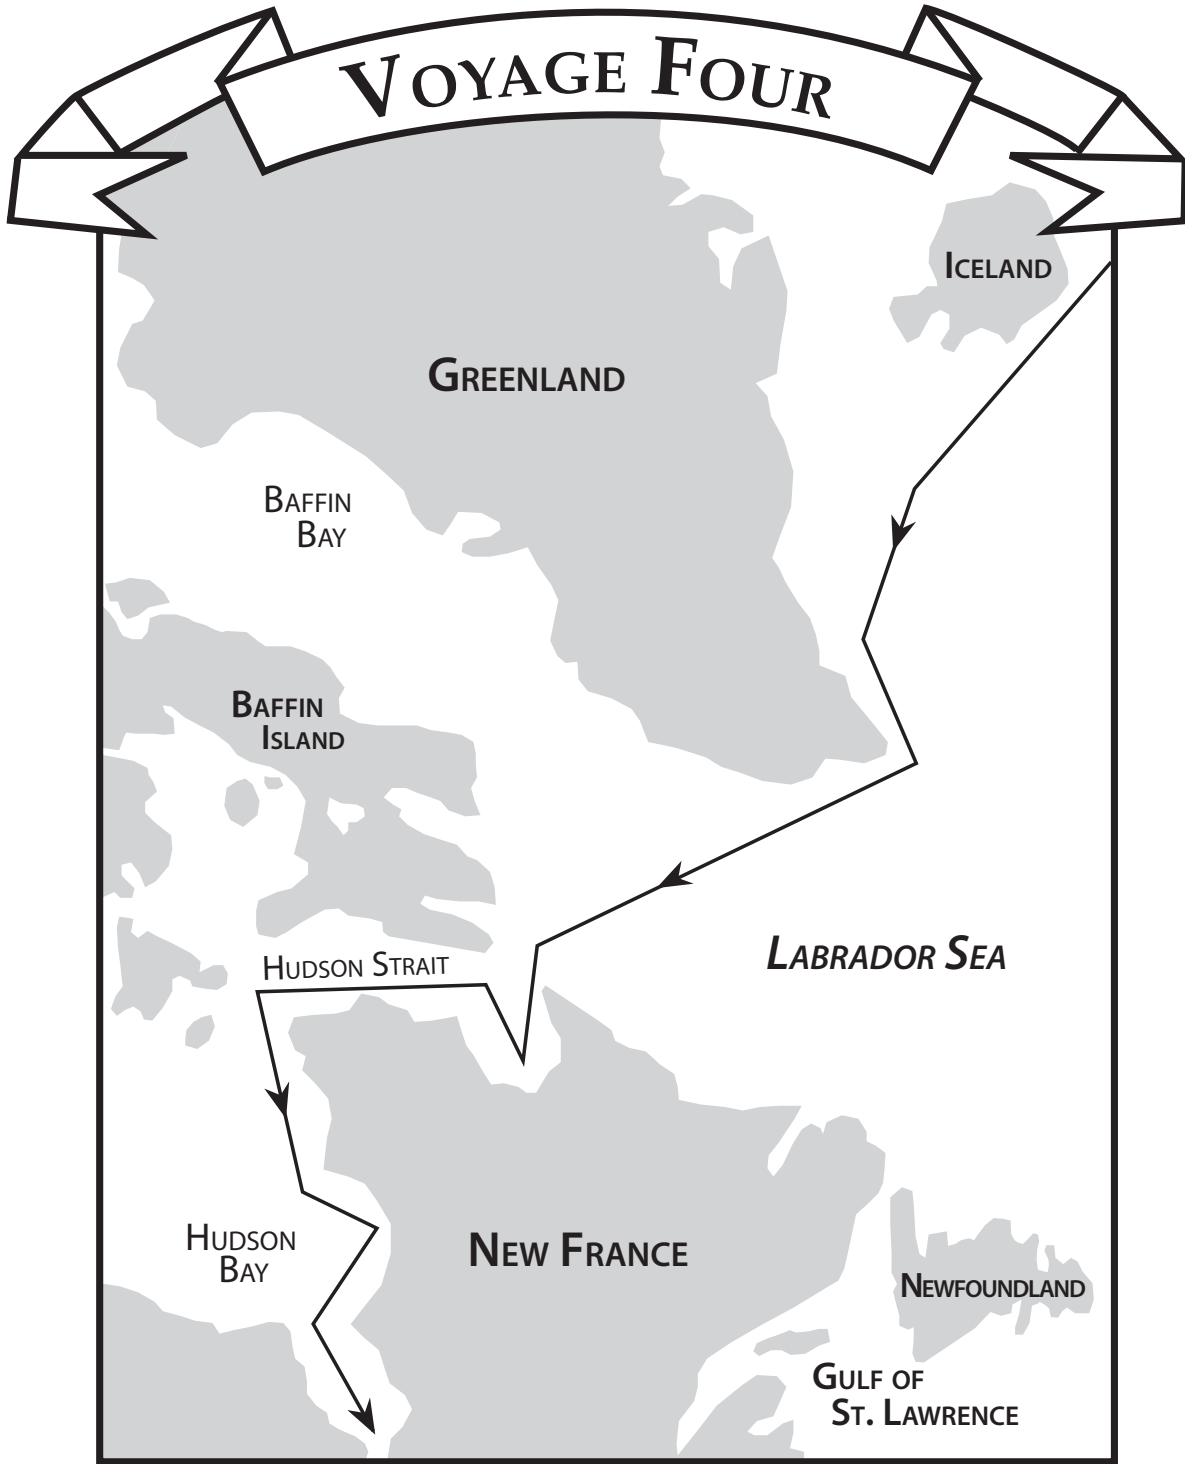 VOYAGE FOUR
ICELAND
GREENLAND
BAFFIN
BAY
BAFFIN
ISLAND
LABRADOR SEA
HUDSON STRAIT
HUDSON
BAY
NEW FRANCE
NEWFOUNDLAND
GULF OF
ST. LAWRENCE